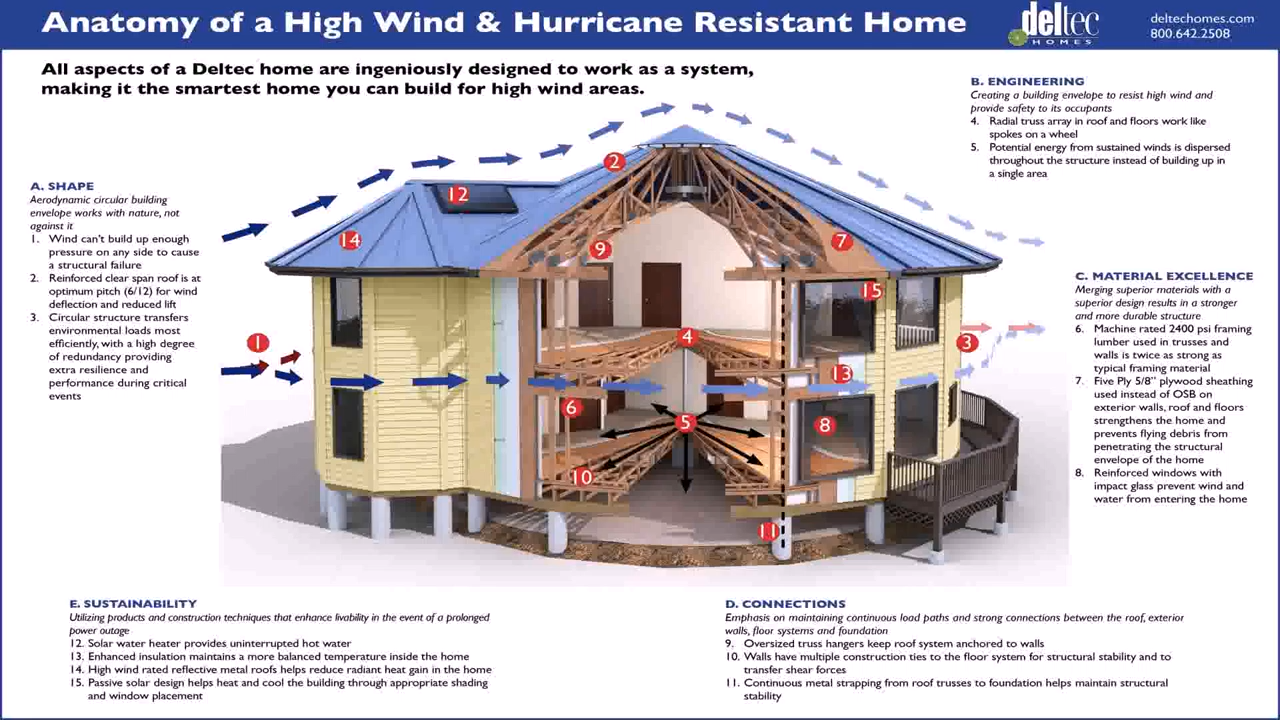 Anatomy of a High Wind & Hurricane Resistant Home
deltec
HOMES
deltechomes.com
800.642.2508
All aspects of a Deltec home are ingeniously designed to work as a system,
making it the smartest home you can build for high wind areas.
A. SHAPE
Aerodynamic circular building
envelope works with nature, not
against it
1. Wind can't build up enough
pressure on any side to cause
a structural failure
2. Reinforced clear span roof is at
optimum pitch (6/12) for wind
deflection and reduced lift
3. Circular structure transfers
environmental loads most
efficiently, with a high degree
of redundancy providing
extra resilience and
performance during critical
events
B. ENGINEERING
Creating a building envelope to resist high wind and
provide safety to its occupants
4. Radial truss array in roof and floors work like
spokes on a wheel
5. Potential energy from sustained winds is dispersed
throughout the structure instead of building up in
a single area
C. MATERIAL EXCELLENCE
Merging superior materials with a
superior design results in a stronger
and more durable structure
6. Machine rated 2400 psi framing
lumber used in trusses and
walls is twice as strong as
typical framing material
7. Five Ply 5/8" plywood sheathing
used instead of OSB on
exterior walls, roof and floors
strengthens the home and
prevents flying debris from
penetrating the structural
envelope of the home
8. Reinforced windows with
impact glass prevent wind and
water from entering the home
2
12
14
9
7
15
1
4
3
13
6
5
8
10
11
E. SUSTAINABILITY
Utilizing products and construction techniques that enhance livability in the event of a prolonged
power outage
12. Solar water heater provides uninterrupted hot water
13. Enhanced insulation maintains a more balanced temperature inside the home
14. High wind rated reflective metal roofs helps reduce radiant heat gain in the home
15. Passive solar design helps heat and cool the building through appropriate shading
and window placement
D. CONNECTIONS
Emphasis on maintaining continuous load paths and strong connections between the roof, exterior
walls, floor systems and foundation
9. Oversized truss hangers keep roof system anchored to walls
10. Walls have multiple construction ties to the floor system for structural stability and to
transfer shear forces
11. Continuous metal strapping from roof trusses to foundation helps maintain structural
stability